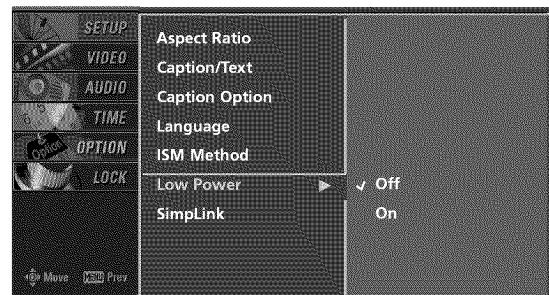 SETUP
VIDEO
AUDIO
TIME
Option
OPTION
LOCK
Move
MENU
Prev
Aspect Ratio
Caption/Text
Caption Option
Language
ISM Method
Low Power
SimpLink
Off
On